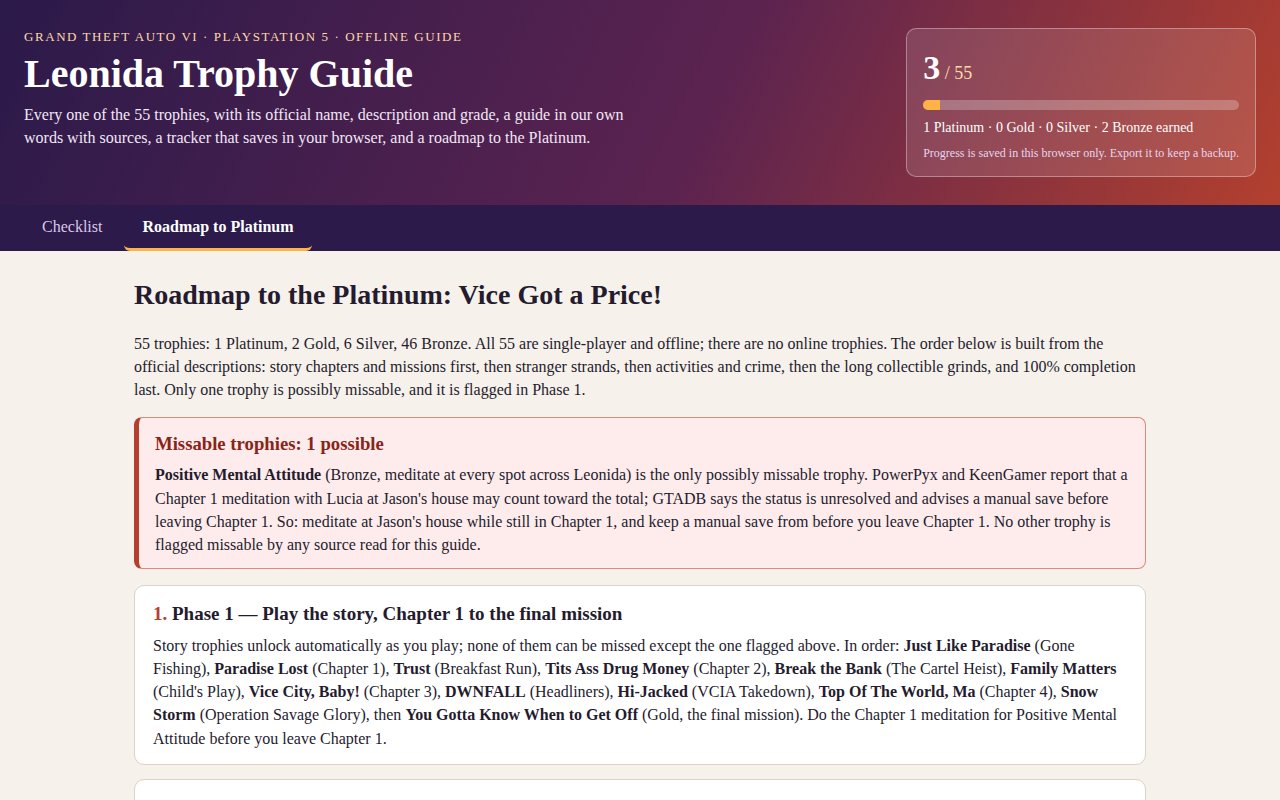 GRAND THEFT AUTO VI · PLAYSTATION 5 · OFFLINE GUIDE
Leonida Trophy Guide
Every one of the 55 trophies, with its official name, description and grade, a guide in our own
words with sources, a tracker that saves in your browser, and a roadmap to the Platinum.
3 / 55
1 Platinum · 0 Gold · 0 Silver · 2 Bronze earned
Progress is saved in this browser only. Export it to keep a backup.
Checklist
Roadmap to Platinum
Roadmap to the Platinum: Vice Got a Price!
55 trophies: 1 Platinum, 2 Gold, 6 Silver, 46 Bronze. All 55 are single-player and offline; there are no online trophies. The order below is built from the
official descriptions: story chapters and missions first, then stranger strands, then activities and crime, then the long collectible grinds, and 100% completion
last. Only one trophy is possibly missable, and it is flagged in Phase 1.
Missable trophies: 1 possible
Positive Mental Attitude (Bronze, meditate at every spot across Leonida) is the only possibly missable trophy. PowerPyx and KeenGamer report that a
Chapter 1 meditation with Lucia at Jason's house may count toward the total; GTADB says the status is unresolved and advises a manual save before
leaving Chapter 1. So: meditate at Jason's house while still in Chapter 1, and keep a manual save from before you leave Chapter 1. No other trophy is
flagged missable by any source read for this guide.
1. Phase 1 — Play the story, Chapter 1 to the final mission
Story trophies unlock automatically as you play; none of them can be missed except the one flagged above. In order: Just Like Paradise (Gone
Fishing), Paradise Lost (Chapter 1), Trust (Breakfast Run), Tits Ass Drug Money (Chapter 2), Break the Bank (The Cartel Heist), Family Matters
(Child's Play), Vice City, Baby! (Chapter 3), DWNFALL (Headliners), Hi-Jacked (VCIA Takedown), Top Of The World, Ma (Chapter 4), Snow
Storm (Operation Savage Glory), then You Gotta Know When to Get Off (Gold, the final mission). Do the Chapter 1 meditation for Positive Mental
Attitude before you leave Chapter 1.